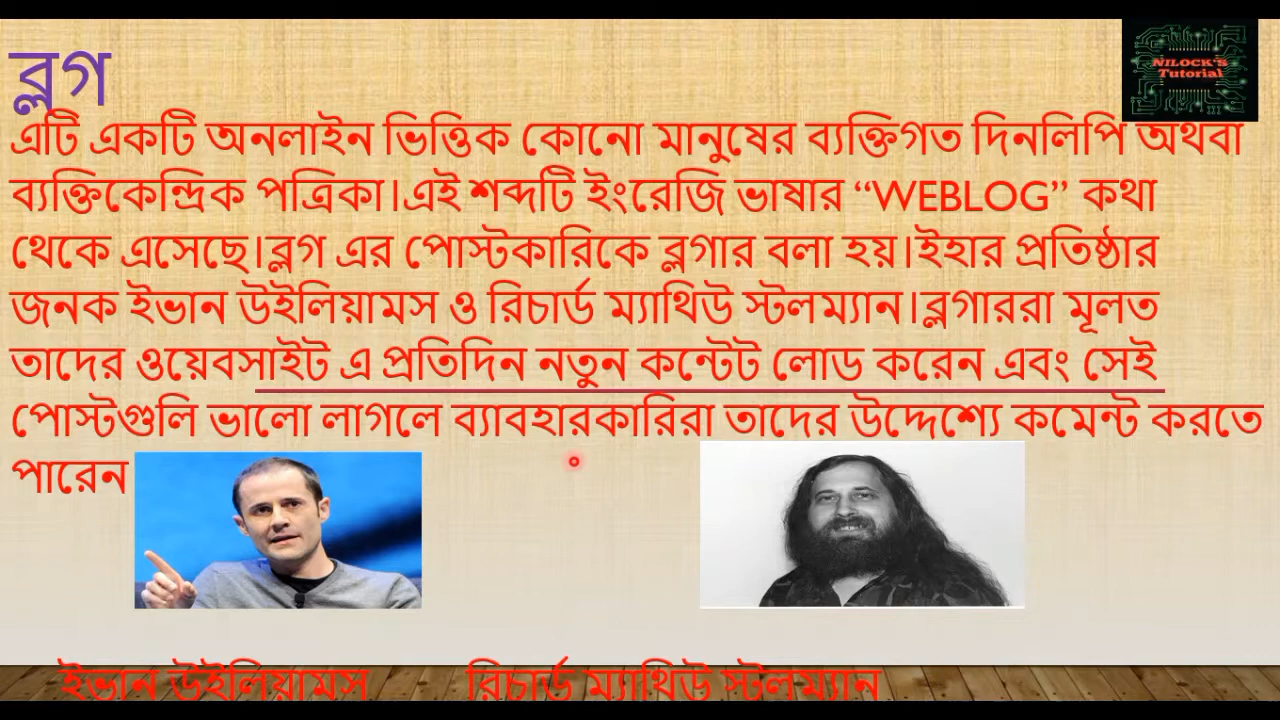 ব্লগ
NILOCK'S
Tutorial
এটি একটি অনলাইন ভিত্তিক কোনো মানুষের ব্যক্তিগত দিনলিপি অথবা
ব্যক্তিকেন্দ্রিক পত্রিকা।এই শব্দটি ইংরেজি ভাষার “WEBLOG” কথা
থেকে এসেছে।ব্লগ এর পোস্টকারিকে ব্লগার বলা হয়।ইহার প্রতিষ্ঠার
জনক ইভান উইলিয়ামস ও রিচার্ড ম্যাথিউ স্টলম্যান।ব্লগাররা মূলত
তাদের ওয়েবসাইট এ প্রতিদিন নতুন কন্টেট লোড করেন এবং সেই
পোস্টগুলি ভালো লাগলে ব্যাবহারকারিরা তাদের উদ্দেশ্যে কমেন্ট করতে
পারেন
ইভান উইলিয়ামস রিচার্ড ম্যাথিউ স্টলম্যান